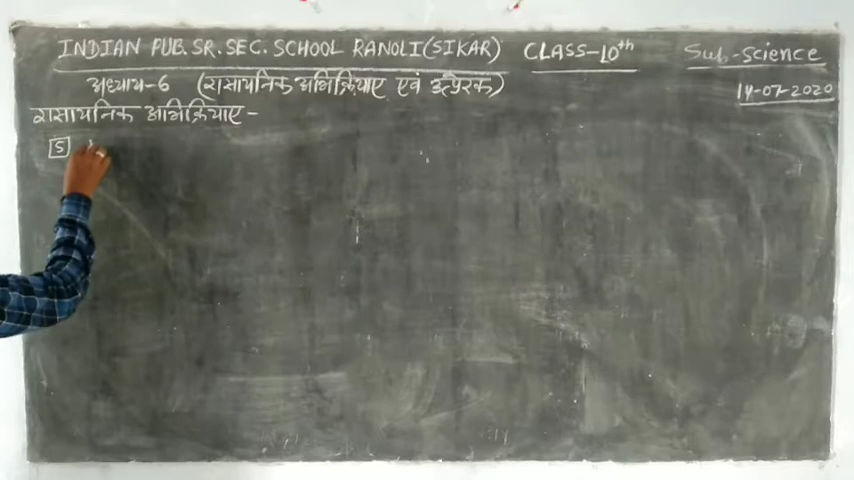 INDIAN PUB. SR. SEC. SCHOOL RANOLI (SIKAR) CLASS-10th Sub-Science
अध्याय-6 (रासायनिक अभिक्रियाए एवं उत्प्रेरक) 14-07-2020
रासायनिक अभिक्रियाए -
5